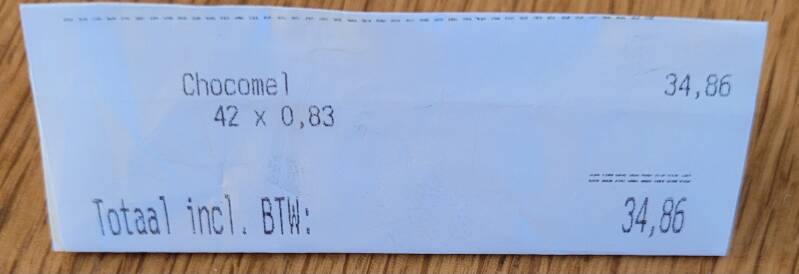 Chocomel 34,86
42 x 0,83
Totaal incl. BTW: 34,86